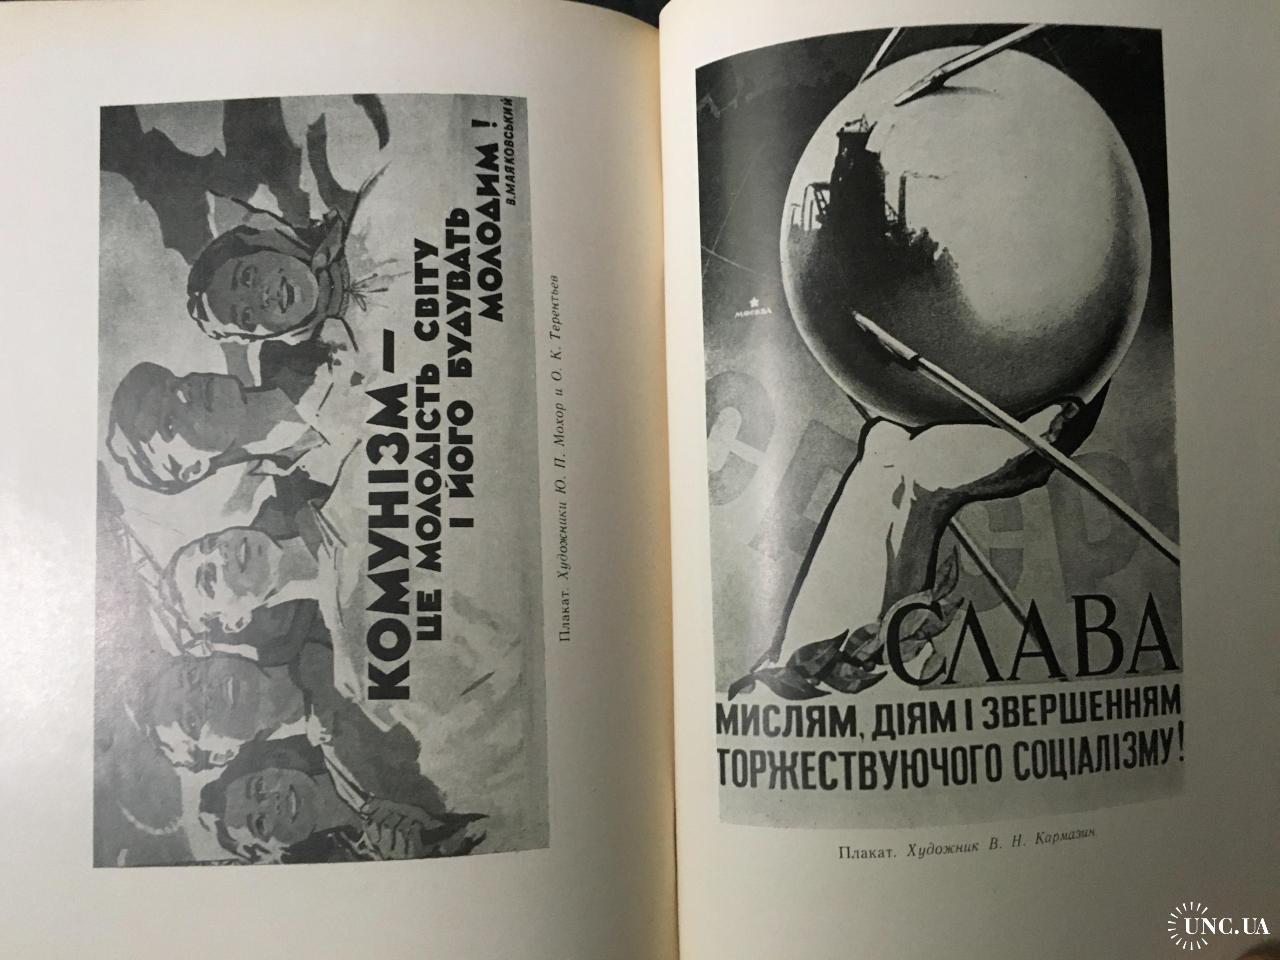 КОМУНІЗМ —
ЦЕ МОЛОДІСТЬ СВІТУ
І ЙОГО БУДУВАТЬ
МОЛОДИМ!
В. МАЯКОВСЬКИЙ
Плакат. Художники Ю. П. Мохор и О. К. Терентьев
МОСКВА
СССР
СЛАВА
МИСЛЯМ, ДІЯМ І ЗВЕРШЕННЯМ
ТОРЖЕСТВУЮЧОГО СОЦІАЛІЗМУ!
Плакат. Художник В. Н. Кармазин.
UNC.UA